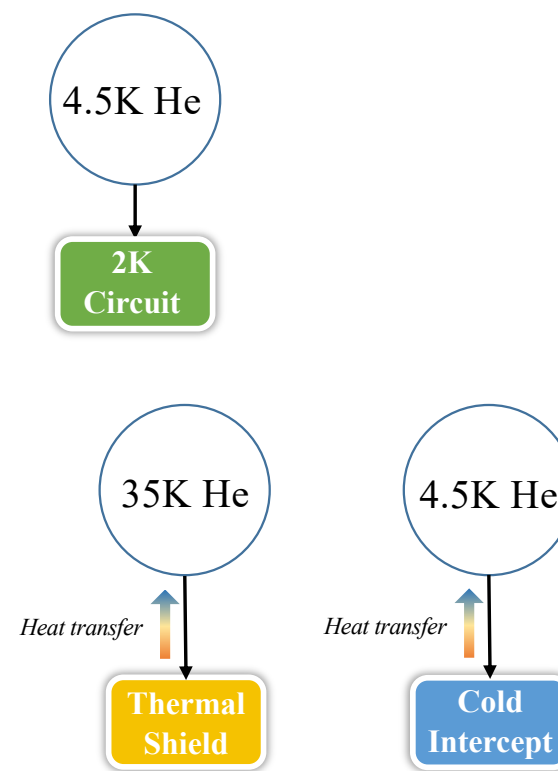 4.5K He
2K
Circuit
35K He
4.5K He
Heat transfer
Heat transfer
Thermal
Shield
Cold
Intercept